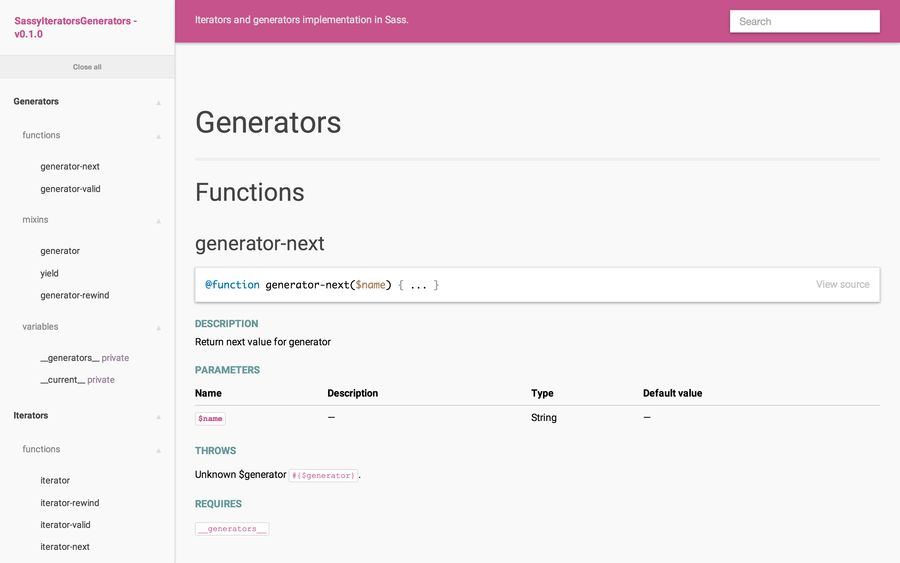 SassyIteratorsGenerators -
v0.1.0
Iterators and generators implementation in Sass.
Search
Close all
Generators
functions
generator-next
generator-valid
mixins
generator
yield
generator-rewind
variables
__generators__ private
__current__ private
Iterators
functions
iterator
iterator-rewind
iterator-valid
iterator-next
Generators
Functions
generator-next
@function generator-next($name) { ... }
View source
DESCRIPTION
Return next value for generator
PARAMETERS
Name Description Type Default value
$name — String —
THROWS
Unknown $generator #{$generator}.
REQUIRES
__generators__